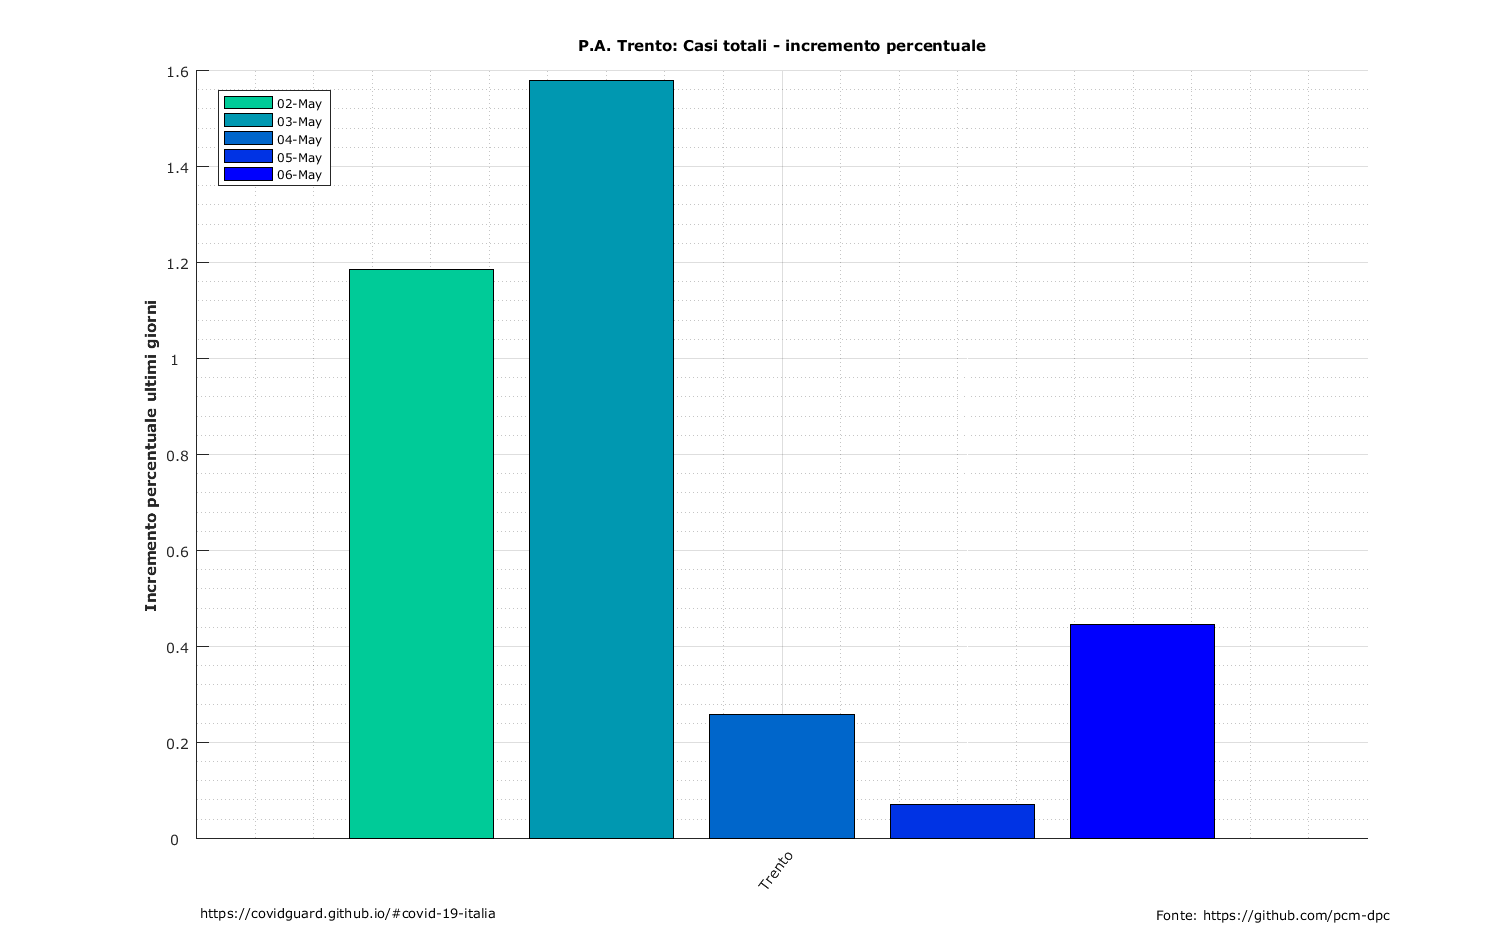 P.A. Trento: Casi totali - incremento percentuale
1.6
1.4
1.2
1
0.8
0.6
0.4
0.2
0
Incremento percentuale ultimi giorni
02-May
03-May
04-May
05-May
06-May
Trento
https://covidguard.github.io/#covid-19-italia
Fonte: https://github.com/pcm-dpc